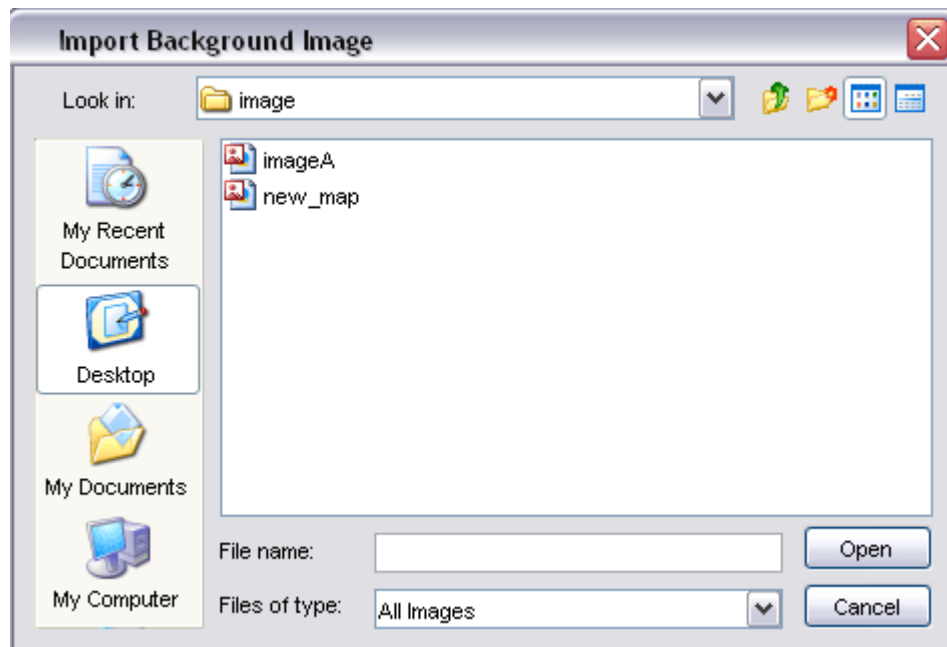 Import Background Image
Look in:
image
My Recent
Documents
Desktop
My Documents
My Computer
imageA
new_map
File name:
Open
Files of type:
All Images
Cancel